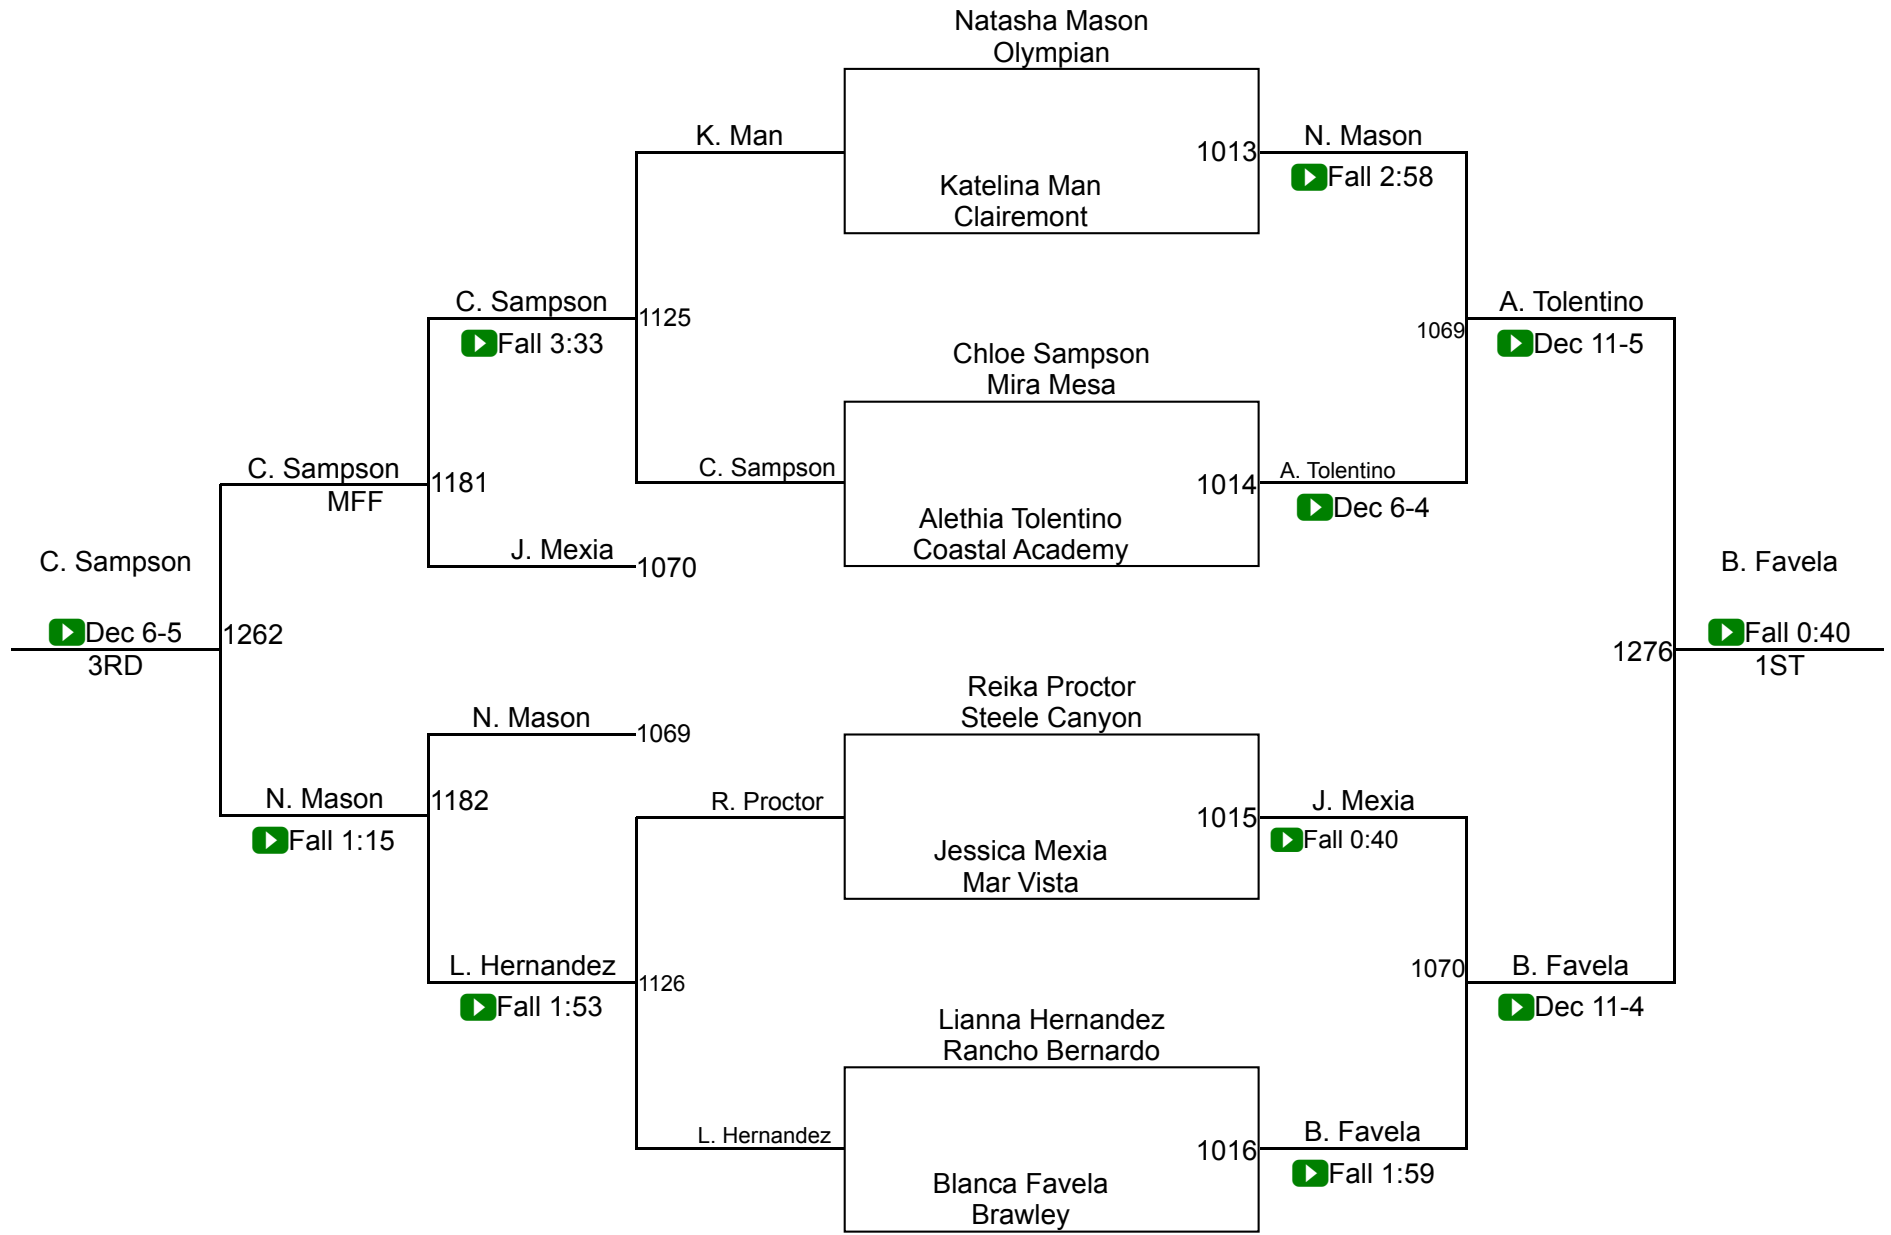 Natasha Mason
Olympian
K. Man
1013
N. Mason
Fall 2:58
Katelina Man
Clairemont
C. Sampson
1125
Fall 3:33
1069
A. Tolentino
Dec 11-5
Chloe Sampson
Mira Mesa
C. Sampson
MFF
1181
C. Sampson
1014
A. Tolentino
Dec 6-4
Alethia Tolentino
Coastal Academy
J. Mexia
1070
C. Sampson
Dec 6-5
3RD
1262
B. Favela
1276
Fall 0:40
1ST
Reika Proctor
Steele Canyon
N. Mason
1069
N. Mason
1182
Fall 1:15
R. Proctor
1015
J. Mexia
Fall 0:40
Jessica Mexia
Mar Vista
L. Hernandez
1126
Fall 1:53
1070
B. Favela
Dec 11-4
Lianna Hernandez
Rancho Bernardo
L. Hernandez
1016
B. Favela
Fall 1:59
Blanca Favela
Brawley